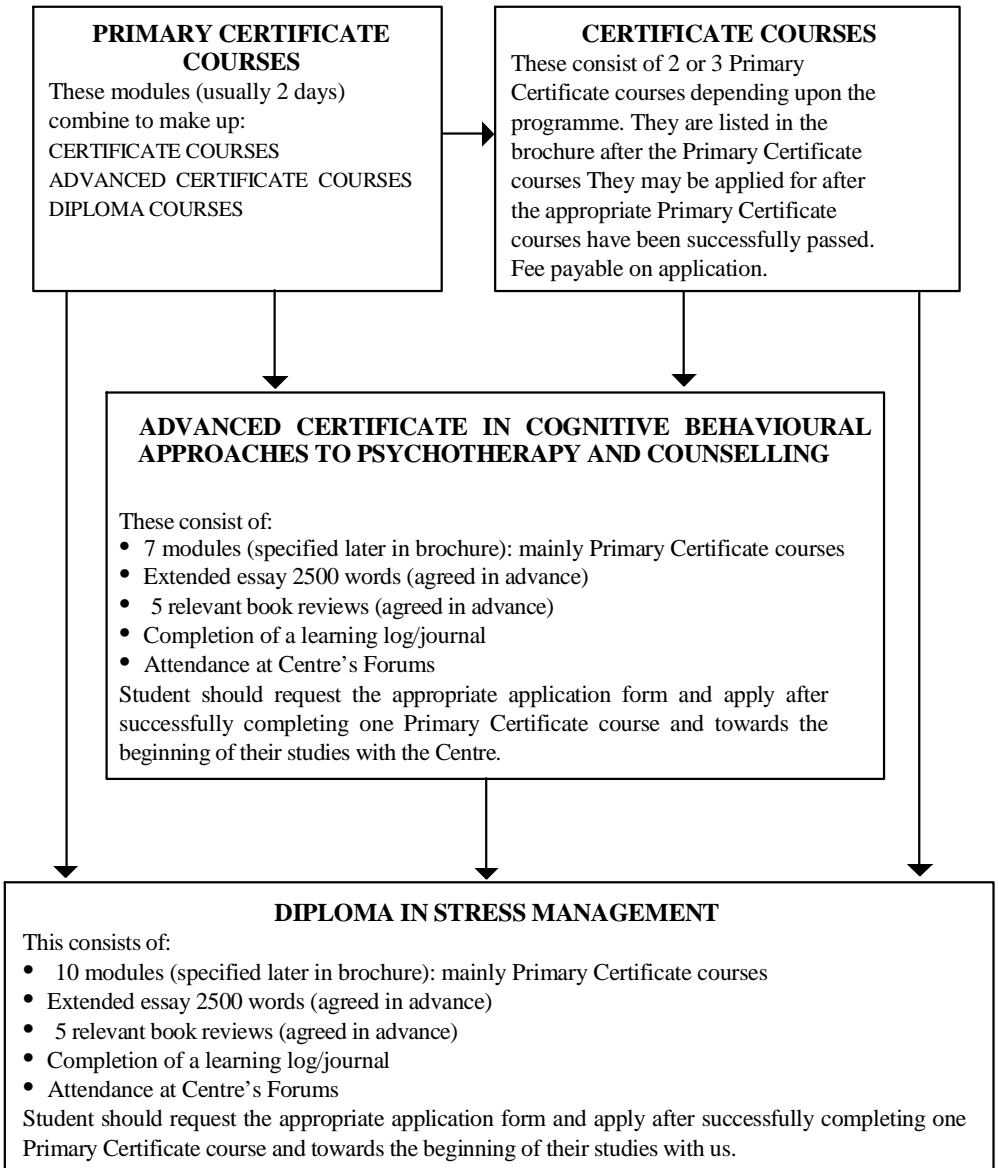 PRIMARY CERTIFICATE
COURSES
These modules (usually 2 days)
combine to make up:
CERTIFICATE COURSES
ADVANCED CERTIFICATE COURSES
DIPLOMA COURSES
CERTIFICATE COURSES
These consist of 2 or 3 Primary
Certificate courses depending upon the
programme. They are listed in the
brochure after the Primary Certificate
courses They may be applied for after
the appropriate Primary Certificate
courses have been successfully passed.
Fee payable on application.
ADVANCED CERTIFICATE IN COGNITIVE BEHAVIOURAL
APPROACHES TO PSYCHOTHERAPY AND COUNSELLING
These consist of:
• 7 modules (specified later in brochure): mainly Primary Certificate courses
• Extended essay 2500 words (agreed in advance)
• 5 relevant book reviews (agreed in advance)
• Completion of a learning log/journal
• Attendance at Centre's Forums
Student should request the appropriate application form and apply after
successfully completing one Primary Certificate course and towards the
beginning of their studies with the Centre.
DIPLOMA IN STRESS MANAGEMENT
This consists of:
• 10 modules (specified later in brochure): mainly Primary Certificate courses
• Extended essay 2500 words (agreed in advance)
• 5 relevant book reviews (agreed in advance)
• Completion of a learning log/journal
• Attendance at Centre's Forums
Student should request the appropriate application form and apply after successfully completing one
Primary Certificate course and towards the beginning of their studies with us.